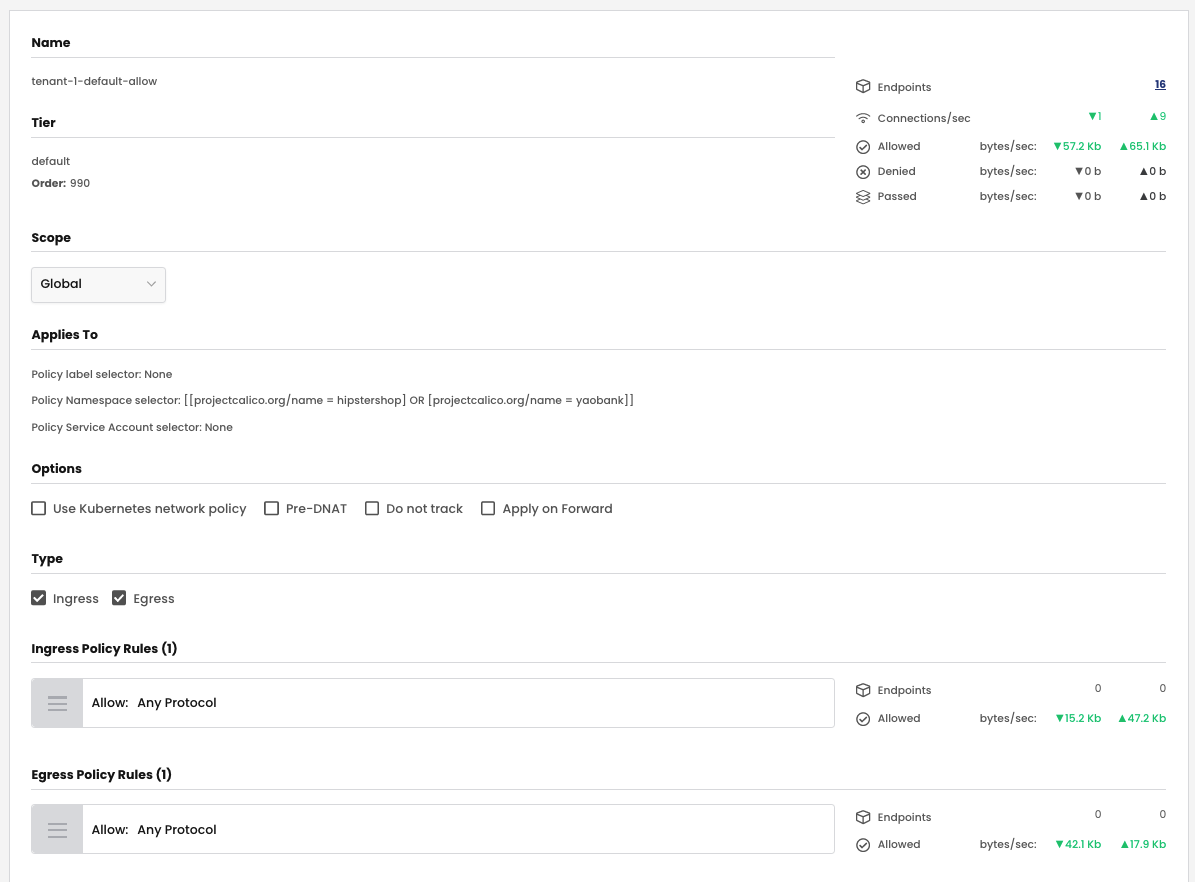 Name
tenant-1-default-allow
Endpoints 16
Tier
Connections/sec ▼1 ▲9
Allowed bytes/sec: ▼57.2 Kb ▲65.1 Kb
default
Denied bytes/sec: ▼0 b ▲0 b
Order: 990
Passed bytes/sec: ▼0 b ▲0 b
Scope
Global
Applies To
Policy label selector: None
Policy Namespace selector: [[projectcalico.org/name = hipstershop] OR [projectcalico.org/name = yaobank]]
Policy Service Account selector: None
Options
Use Kubernetes network policy Pre-DNAT Do not track Apply on Forward
Type
Ingress Egress
Ingress Policy Rules (1)
Allow: Any Protocol
Endpoints 0 0
Allowed bytes/sec: ▼15.2 Kb ▲47.2 Kb
Egress Policy Rules (1)
Allow: Any Protocol
Endpoints 0 0
Allowed bytes/sec: ▼42.1 Kb ▲17.9 Kb